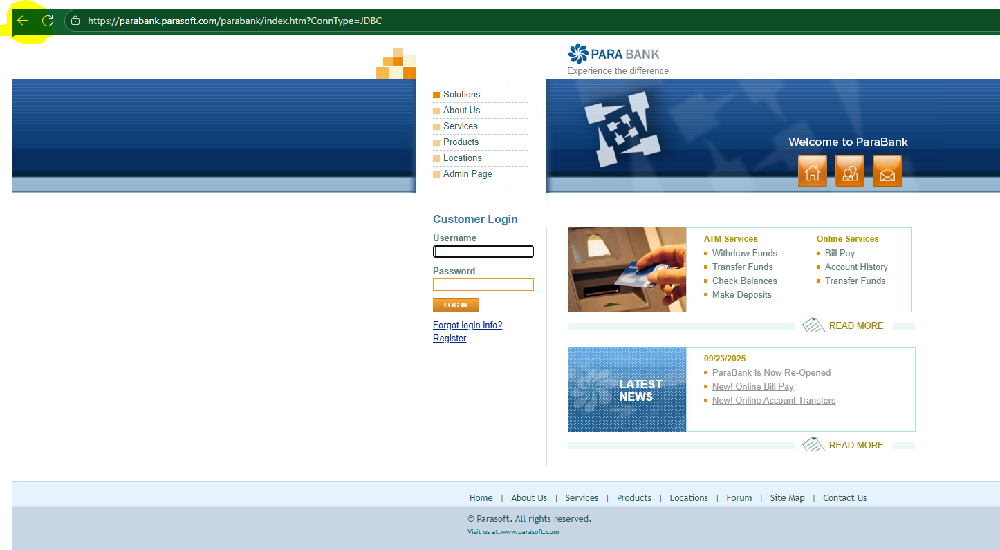 https://parabank.parasoft.com/parabank/index.htm?ConnType=JDBC
PARA BANK
Experience the difference
Solutions
About Us
Services
Products
Locations
Admin Page
Welcome to ParaBank
Customer Login
Username
Password
LOG IN
Forgot login info?
Register
ATM Services
Withdraw Funds
Transfer Funds
Check Balances
Make Deposits
Online Services
Bill Pay
Account History
Transfer Funds
READ MORE
LATEST
NEWS
09/23/2025
ParaBank Is Now Re-Opened
New! Online Bill Pay
New! Online Account Transfers
READ MORE
Home | About Us | Services | Products | Locations | Forum | Site Map | Contact Us
© Parasoft. All rights reserved.
Visit us at:www.parasoft.com